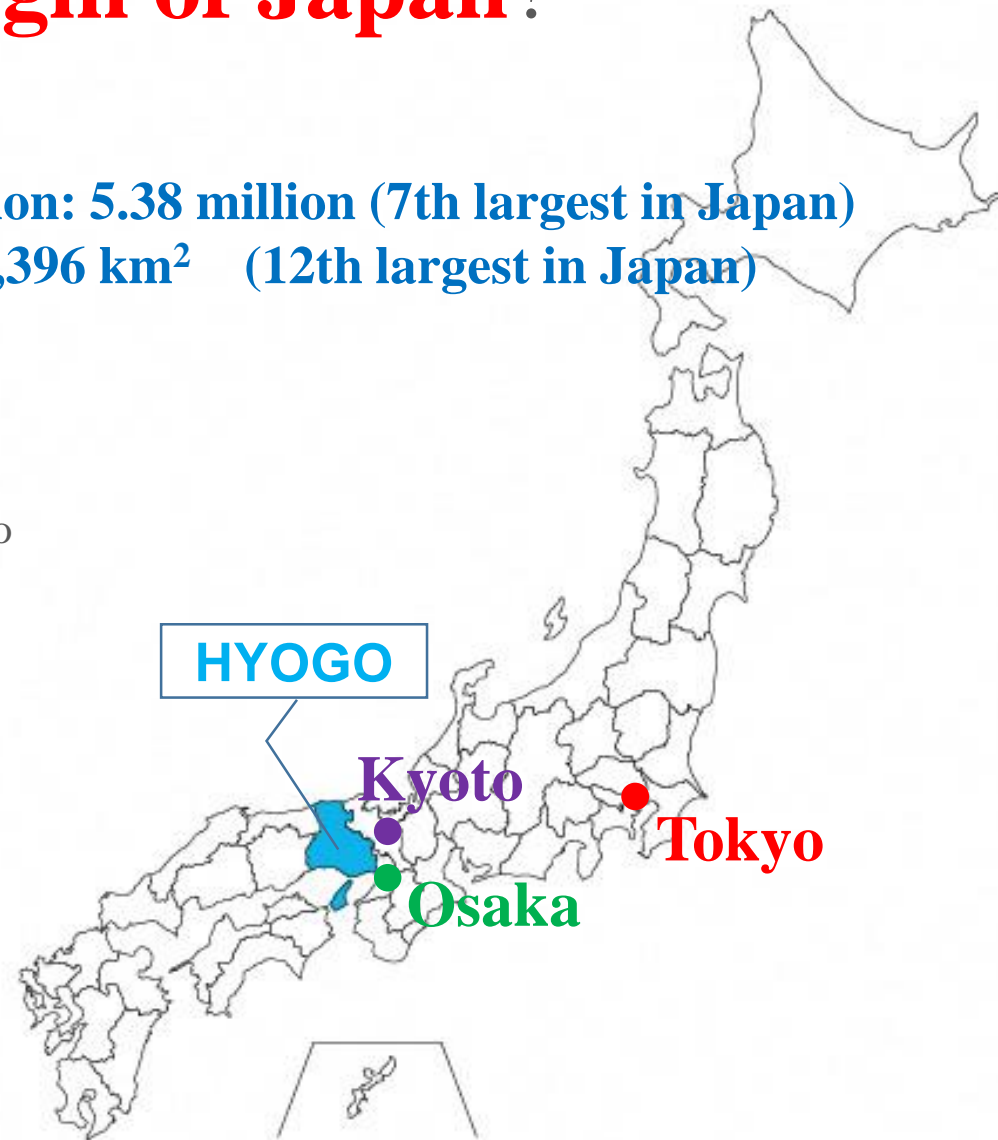 gin of Japan?
on: 5.38 million (7th largest in Japan)
,396 km² (12th largest in Japan)
o
HYOGO
Kyoto
Tokyo
Osaka